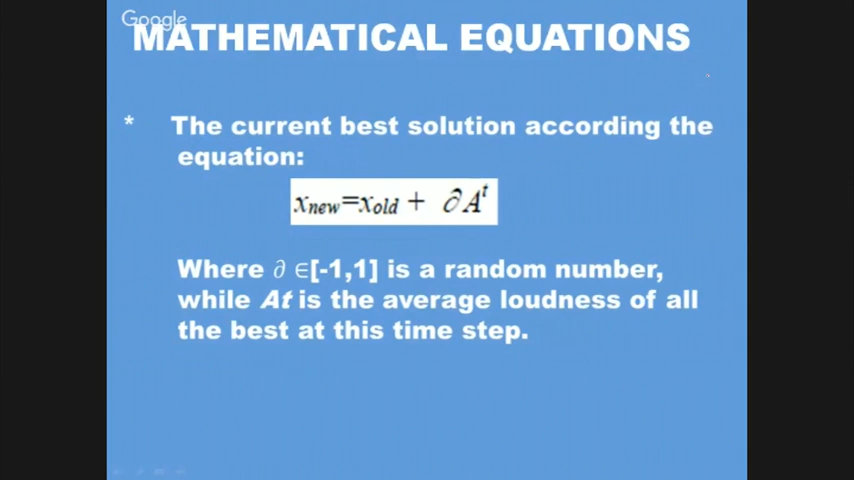 Google
MATHEMATICAL EQUATIONS
* The current best solution according the
equation:
xnew=xold + ∂ A^t
Where ∂ ∈[-1,1] is a random number,
while At is the average loudness of all
the best at this time step.